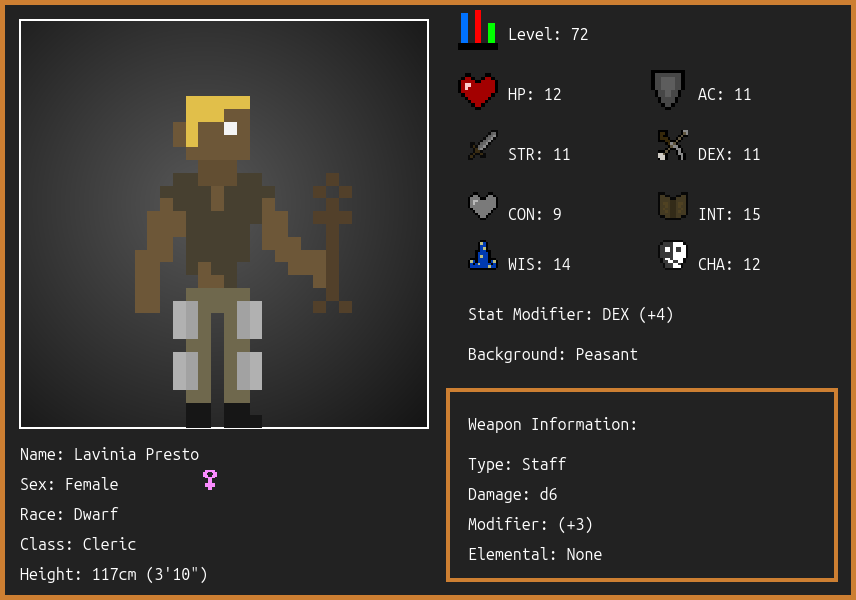 Level: 72
HP: 12
AC: 11
STR: 11
DEX: 11
CON: 9
INT: 15
WIS: 14
CHA: 12
Stat Modifier: DEX (+4)
Background: Peasant
Weapon Information:
Type: Staff
Damage: d6
Modifier: (+3)
Elemental: None
Name: Lavinia Presto
Sex: Female
Race: Dwarf
Class: Cleric
Height: 117cm (3'10")